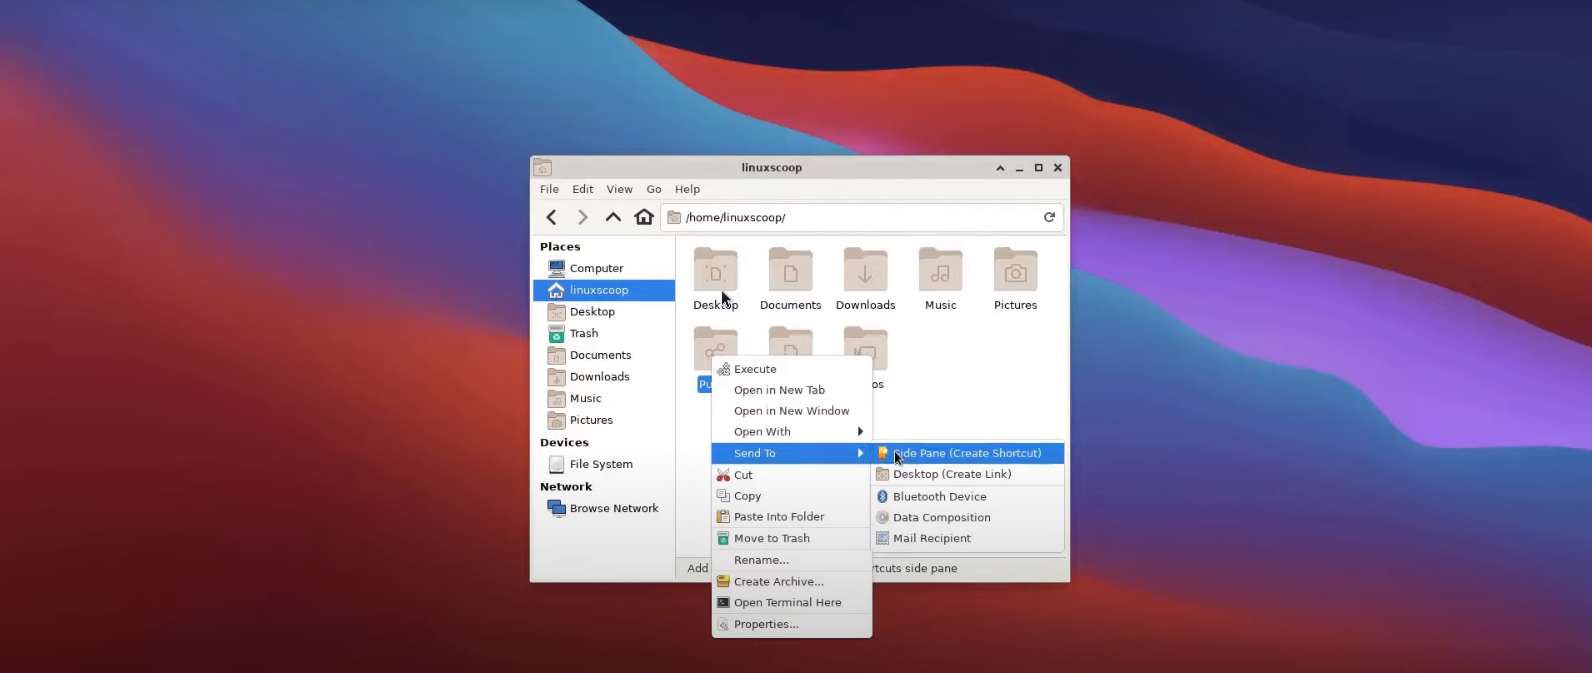 linuxscoop
File Edit View Go Help
/home/linuxscoop/
Places
Computer
linuxscoop
Desktop
Trash
Documents
Downloads
Music
Pictures
Devices
File System
Network
Browse Network
Desktop Documents Downloads Music Pictures
Pu
os
Execute
Open in New Tab
Open in New Window
Open With
Send To
Cut
Copy
Paste Into Folder
Move to Trash
Rename...
Create Archive...
Open Terminal Here
Properties...
Side Pane (Create Shortcut)
Desktop (Create Link)
Bluetooth Device
Data Composition
Mail Recipient
Add rtcuts side pane